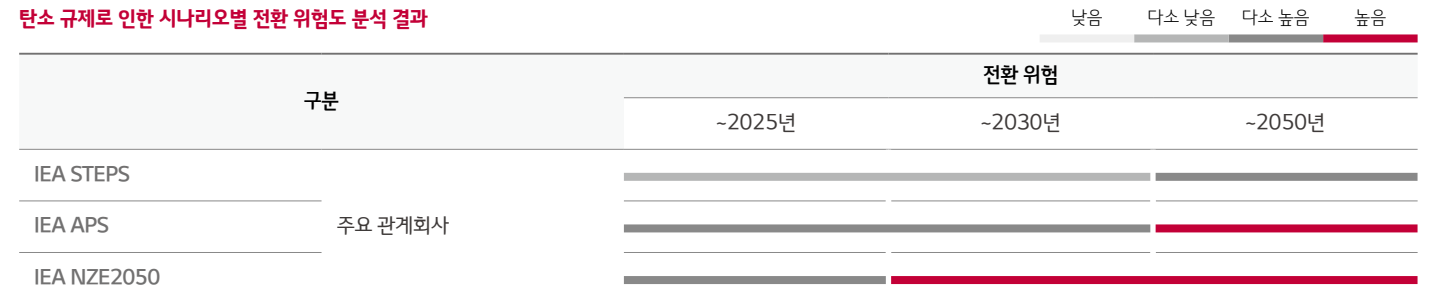 탄소 규제로 인한 시나리오별 전환 위험도 분석 결과
낮음 다소 낮음 다소 높음 높음
구분 전환 위험
~2025년 ~2030년 ~2050년
IEA STEPS
IEA APS 주요 관계회사
IEA NZE2050